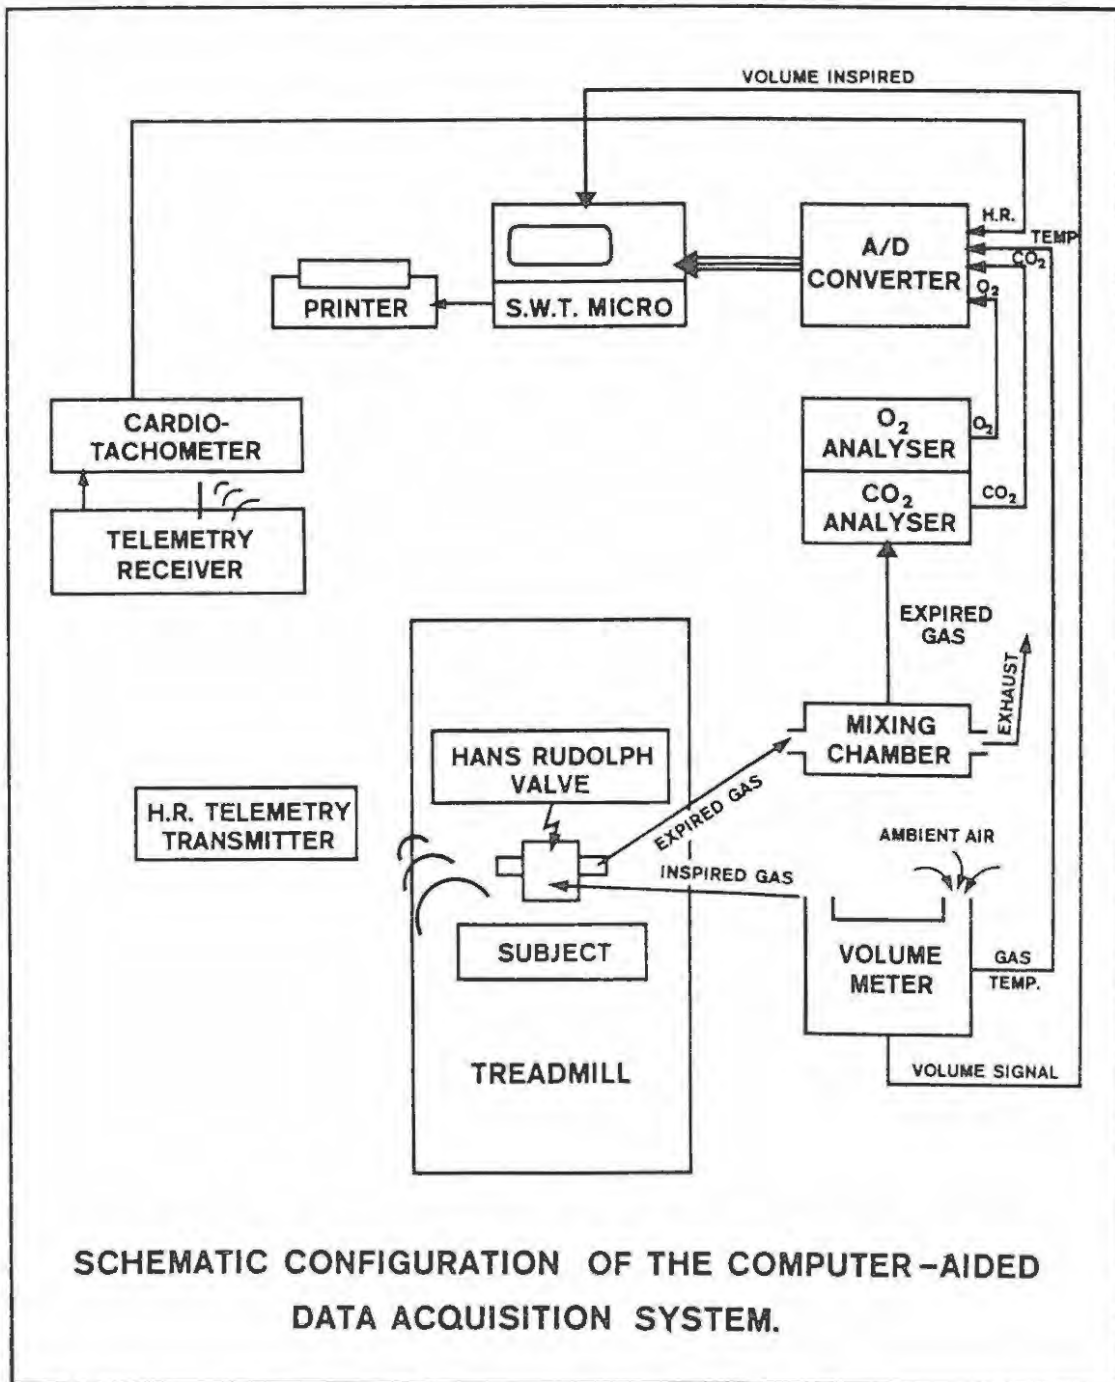 VOLUME INSPIRED
H.R.
TEMP
CO₂
O₂
A/D
CONVERTER
S.W.T. MICRO
PRINTER
CARDIO-
TACHOMETER
TELEMETRY
RECEIVER
O₂
ANALYSER
O₂
CO₂
ANALYSER
CO₂
EXPIRED
GAS
EXHAUST
MIXING
CHAMBER
HANS RUDOLPH
VALVE
H.R. TELEMETRY
TRANSMITTER
EXPIRED GAS
INSPIRED GAS
AMBIENT AIR
SUBJECT
VOLUME
METER
GAS
TEMP.
TREADMILL
VOLUME SIGNAL
SCHEMATIC CONFIGURATION OF THE COMPUTER-AIDED
DATA ACQUISITION SYSTEM.